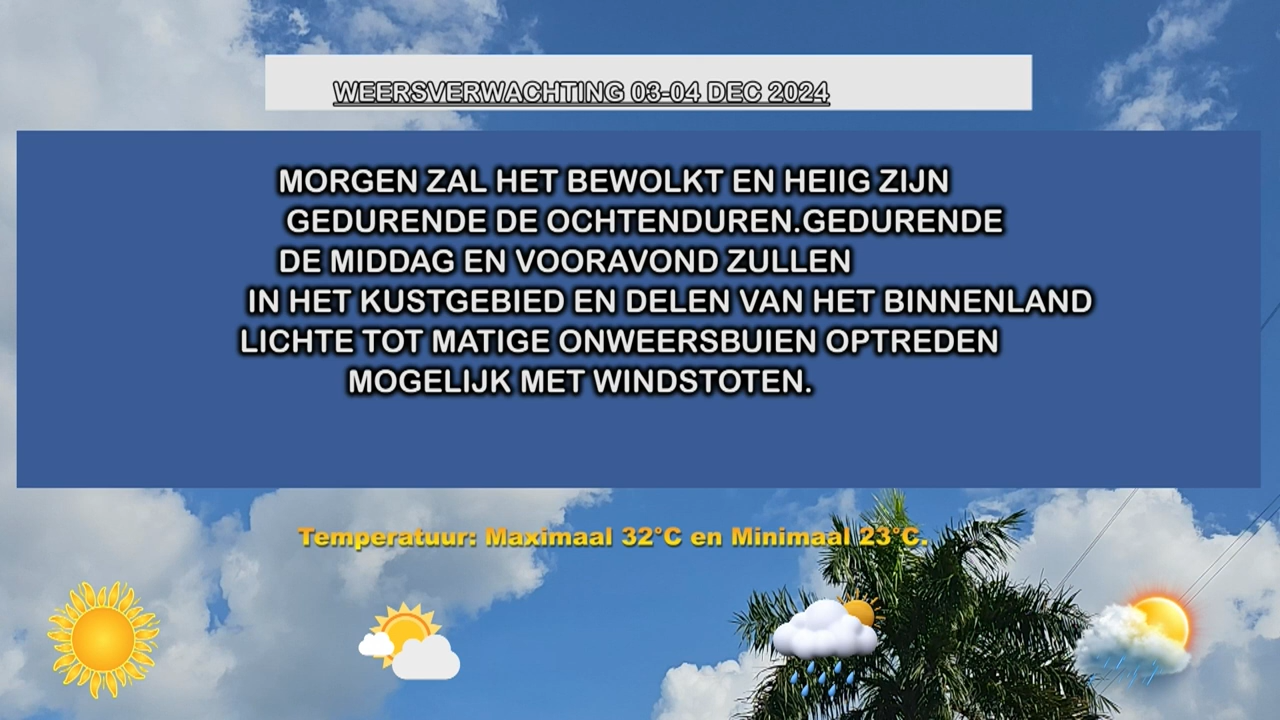 WEERSVERWACHTING 03-04 DEC 2024
MORGEN ZAL HET BEWOLKT EN HEIIG ZIJN
GEDURENDE DE OCHTENDUREN.GEDURENDE
DE MIDDAG EN VOORAVOND ZULLEN
IN HET KUSTGEBIED EN DELEN VAN HET BINNENLAND
LICHTE TOT MATIGE ONWEERSBUIEN OPTREDEN
MOGELIJK MET WINDSTOTEN.
Temperatuur: Maximaal 32°C en Minimaal 23°C.